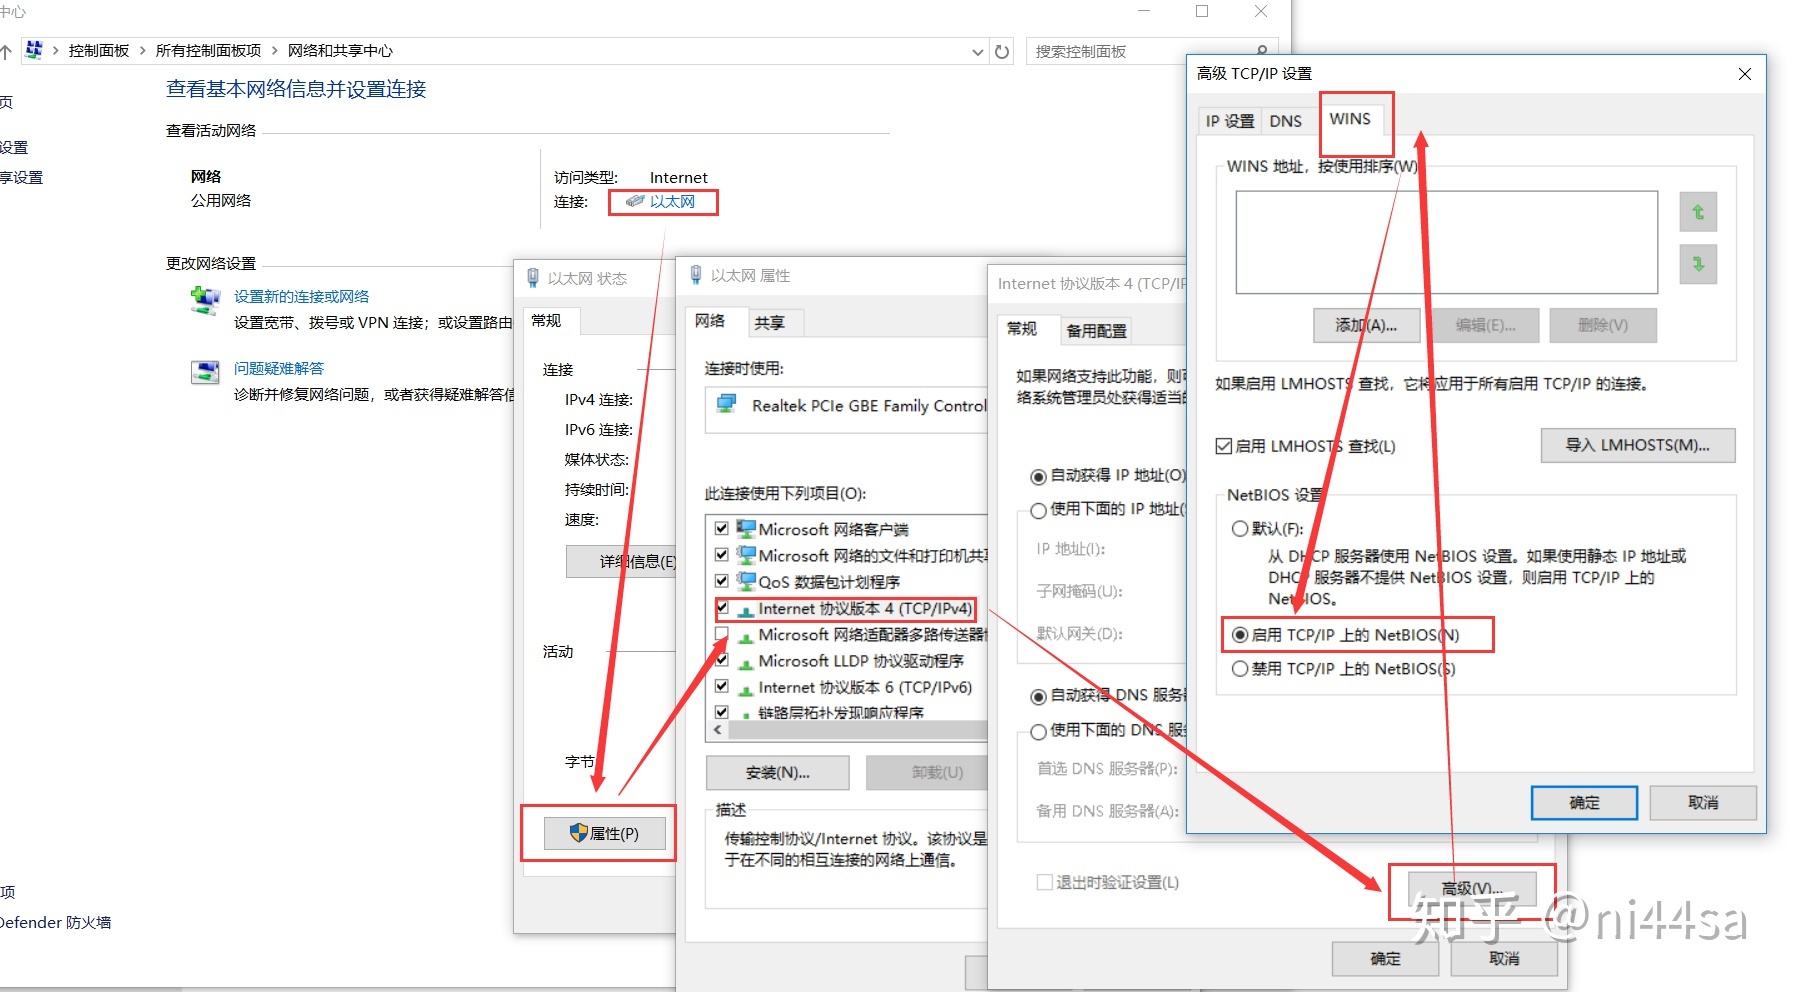 中心
控制面板 › 所有控制面板项 › 网络和共享中心
搜索控制面板
页
设置
享设置
查看基本网络信息并设置连接
查看活动网络
网络
公用网络
访问类型: Internet
连接: 以太网
更改网络设置
设置新的连接或网络
设置宽带、拨号或 VPN 连接；或设置路由
问题疑难解答
诊断并修复网络问题，或者获得疑难解答信
项
Defender 防火墙
以太网 状态
常规
连接
IPv4 连接:
IPv6 连接:
媒体状态:
持续时间:
速度:
详细信息(E)
活动
字节
属性(P)
以太网 属性
网络 共享
连接时使用:
Realtek PCIe GBE Family Control
此连接使用下列项目(O):
Microsoft 网络客户端
Microsoft 网络的文件和打印机共享
QoS 数据包计划程序
Internet 协议版本 4 (TCP/IPv4)
Microsoft 网络适配器多路传送器
Microsoft LLDP 协议驱动程序
Internet 协议版本 6 (TCP/IPv6)
链路层拓扑发现响应程序
安装(N)... 卸载(U)
描述
传输控制协议/Internet 协议。该协议是
于在不同的相互连接的网络上通信。
Internet 协议版本 4 (TCP/IP
常规 备用配置
如果网络支持此功能，则可
络系统管理员处获得适当的
自动获得 IP 地址(O)
使用下面的 IP 地址(S
IP 地址(I):
子网掩码(U):
默认网关(D):
自动获得 DNS 服务器
使用下面的 DNS 服务
首选 DNS 服务器(P):
备用 DNS 服务器(A):
退出时验证设置(L)
高级(V)...
确定 取消
高级 TCP/IP 设置
IP 设置 DNS WINS
WINS 地址，按使用排序(W):
添加(A)... 编辑(E)... 删除(V)
如果启用 LMHOSTS 查找，它将应用于所有启用 TCP/IP 的连接。
启用 LMHOSTS 查找(L)
导入 LMHOSTS(M)...
NetBIOS 设置
默认(F):
从 DHCP 服务器使用 NetBIOS 设置。如果使用静态 IP 地址或
DHCP 服务器不提供 NetBIOS 设置，则启用 TCP/IP 上的
NetBIOS。
启用 TCP/IP 上的 NetBIOS(N)
禁用 TCP/IP 上的 NetBIOS(S)
确定 取消
知乎 @ni44sa